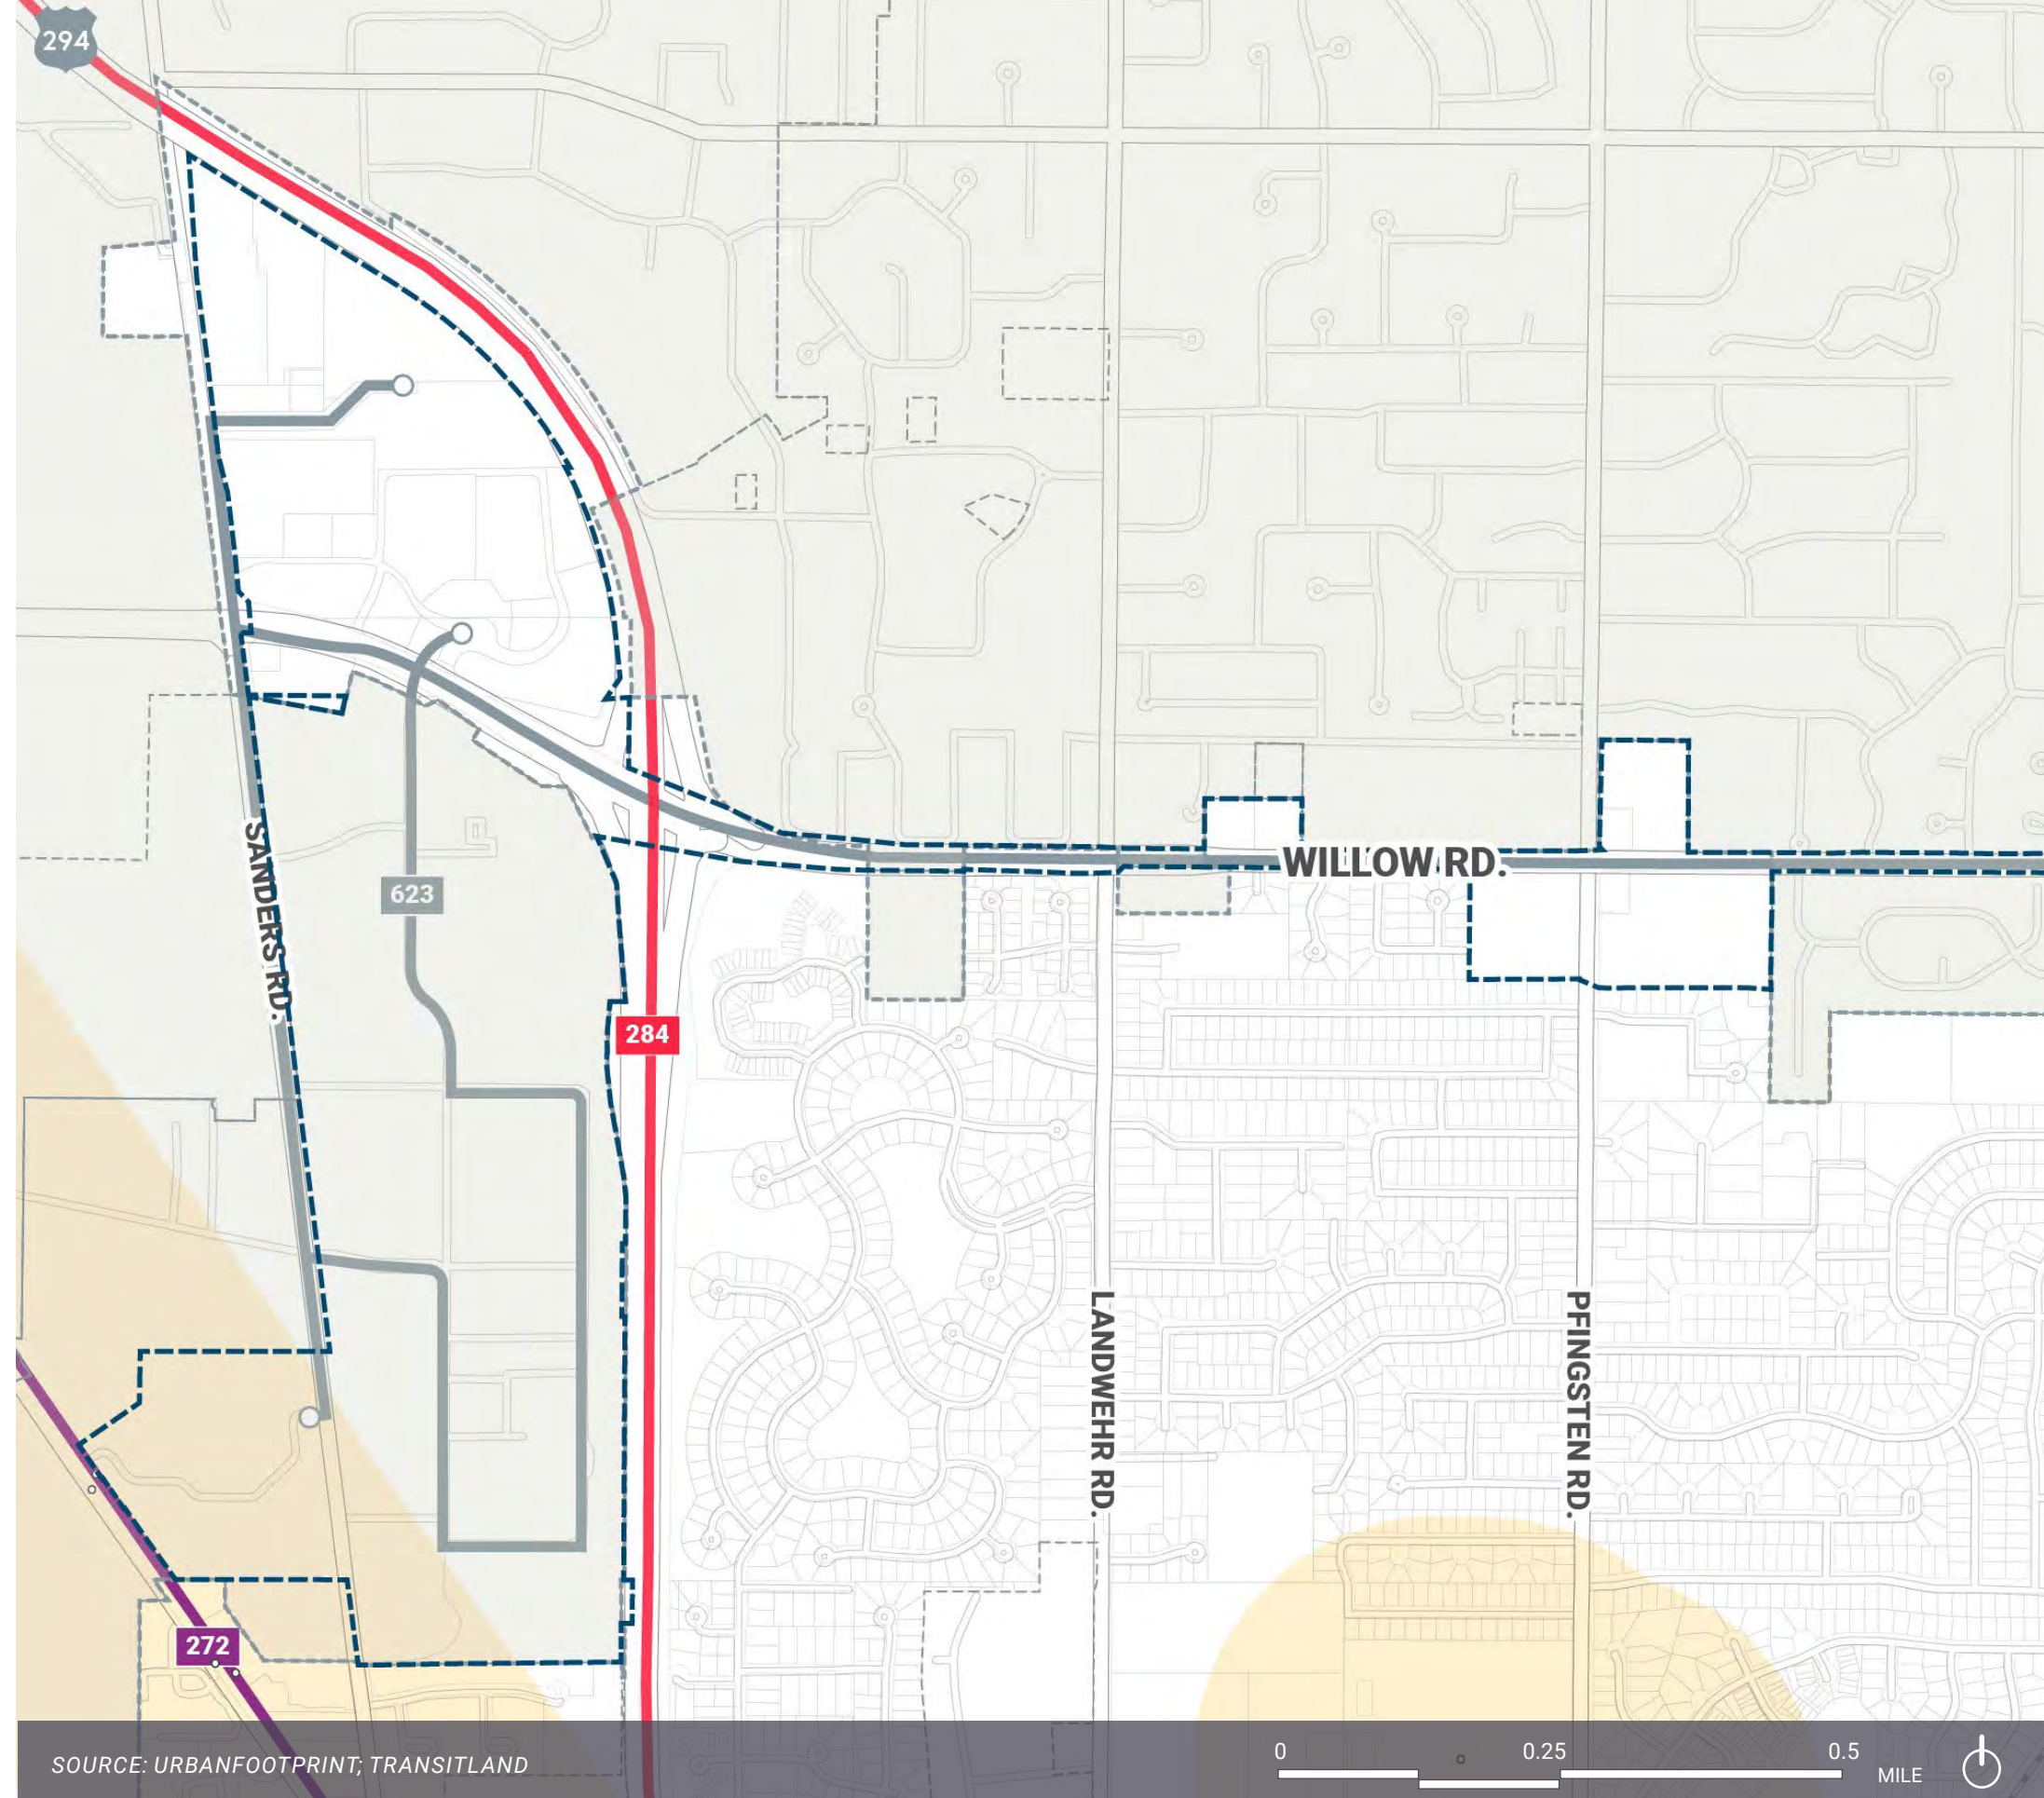 294
WILLOW RD.
SANDERS RD.
623
284
LANDWEHR RD.
PFINGSTEN RD.
272
SOURCE: URBANFOOTPRINT; TRANSITLAND
0 0.25 0.5
MILE